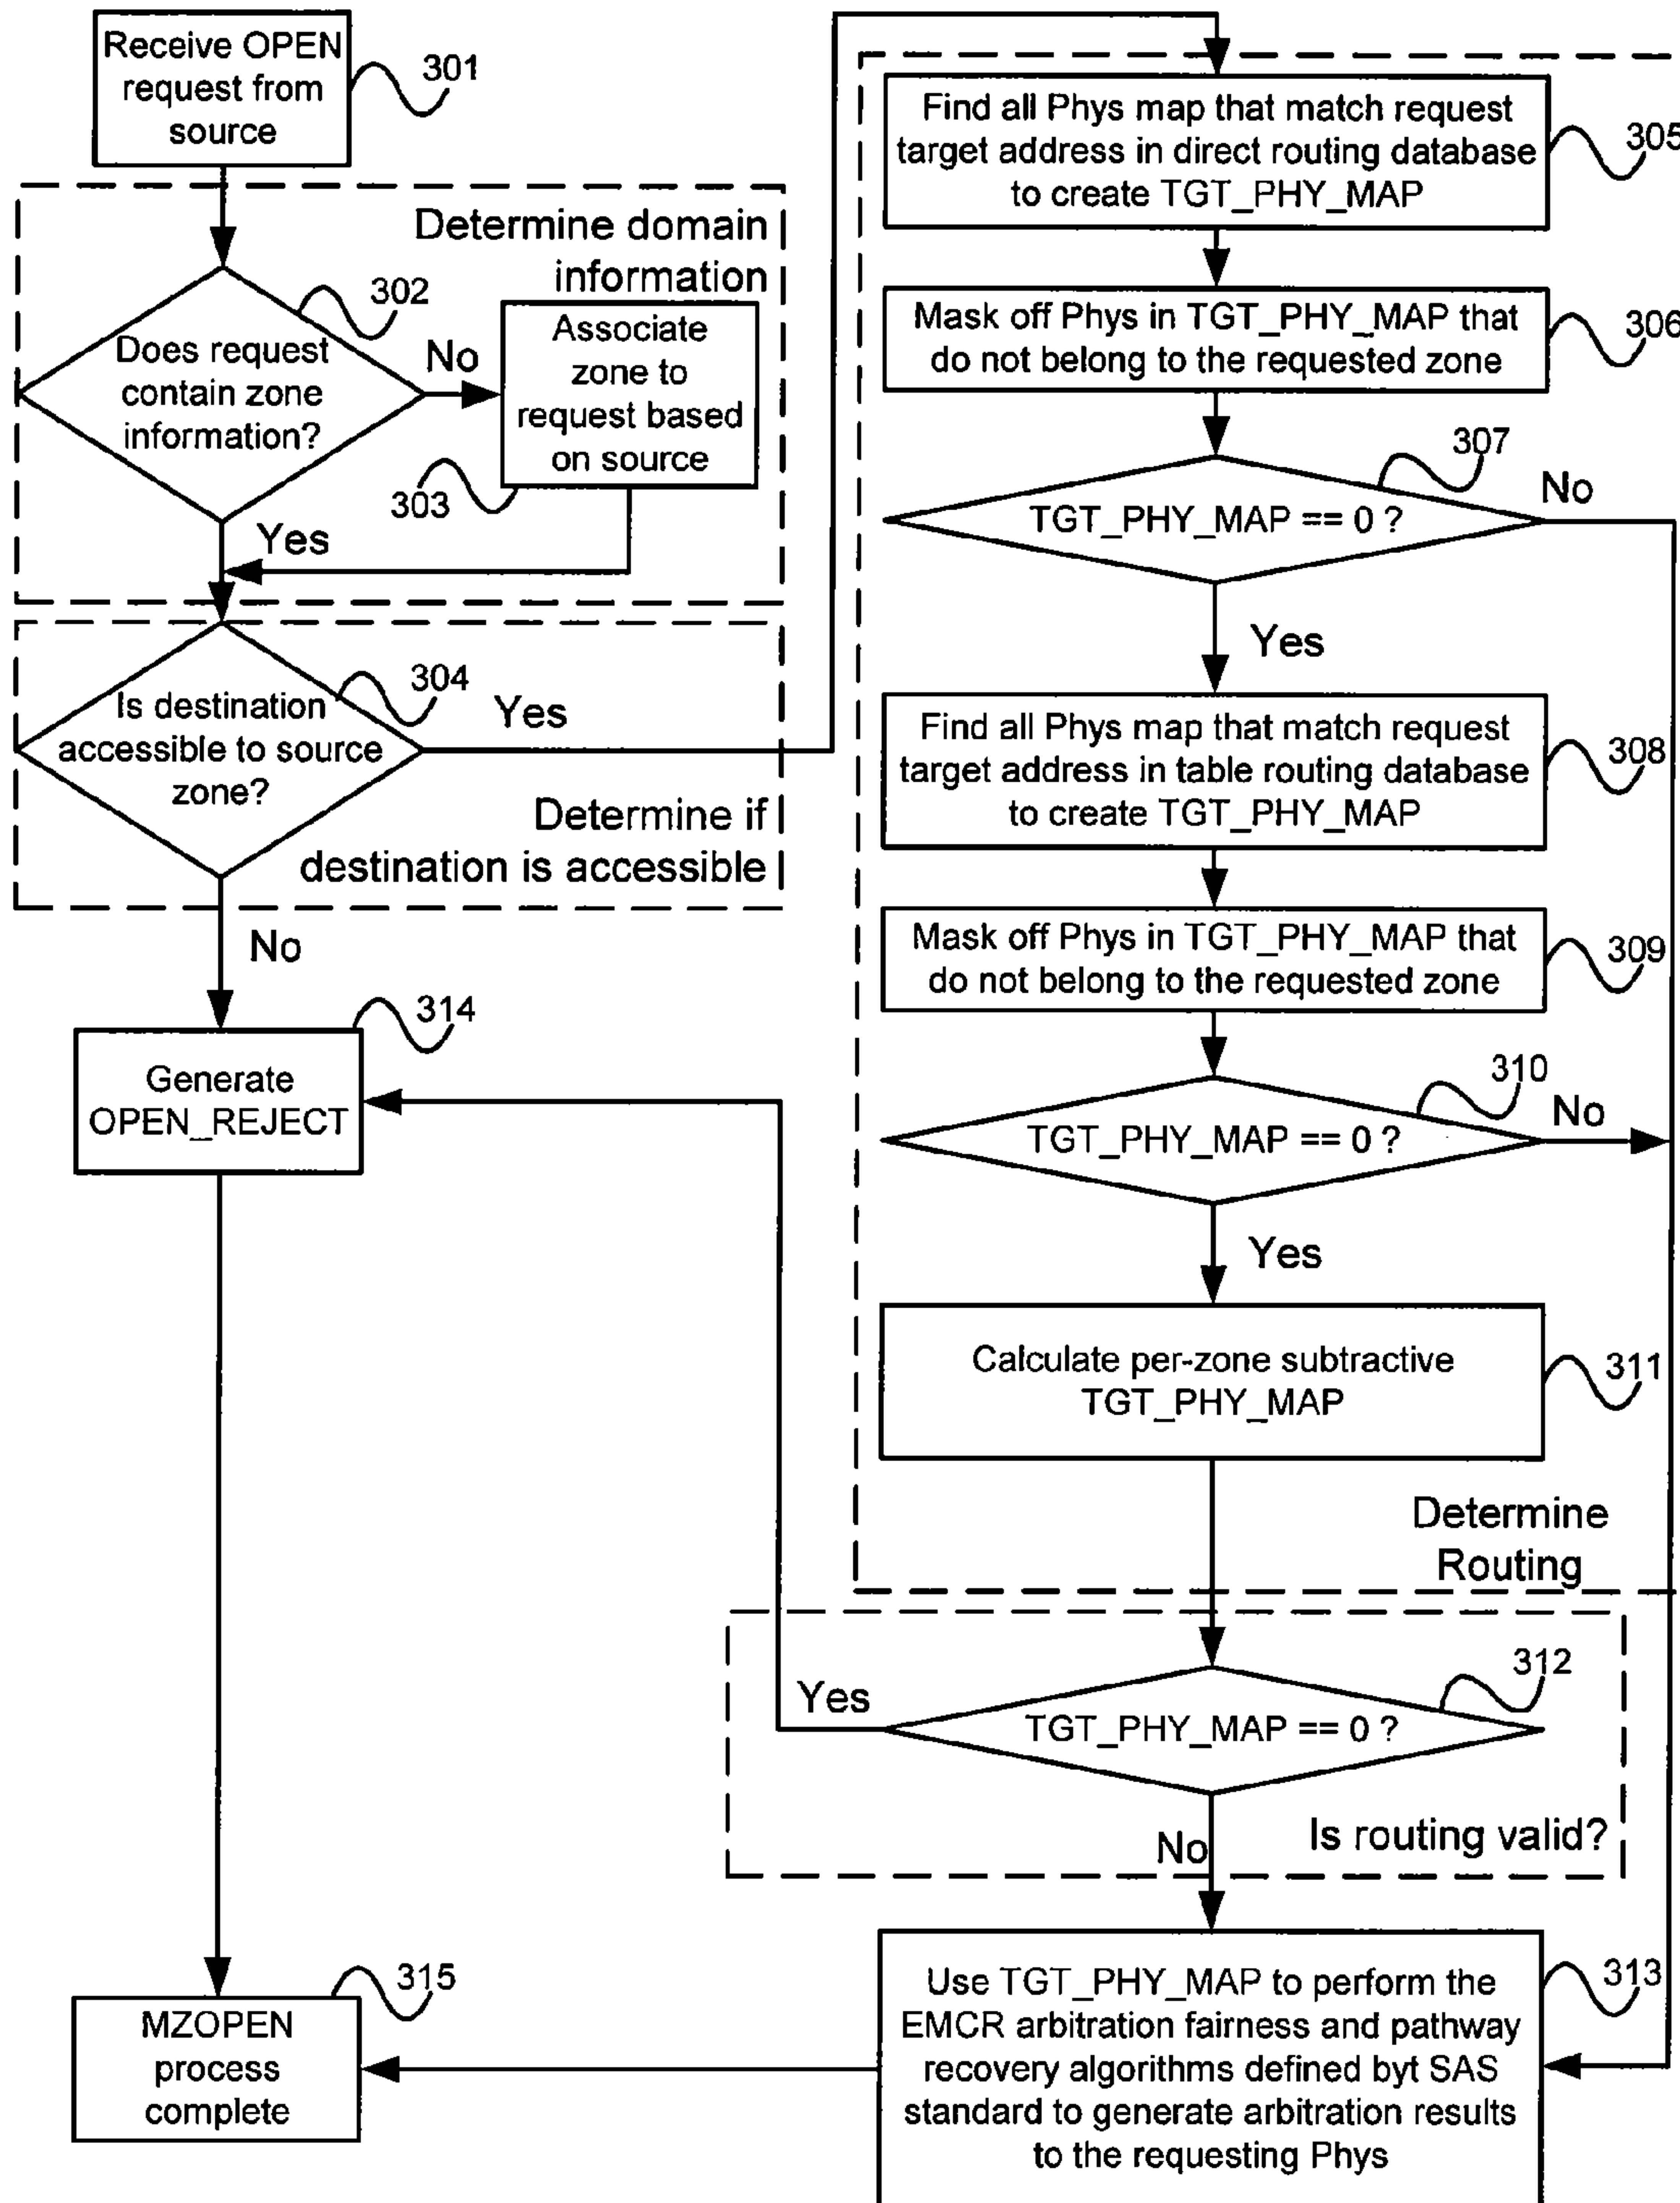 Receive OPEN
request from
source
301
Determine domain
information
302
Does request
contain zone
information?
No
Associate
zone to
request based
on source
303
Yes
304
Is destination
accessible to source
zone?
Yes
Determine if
destination is accessible
No
314
Generate
OPEN_REJECT
315
MZOPEN
process
complete
Find all Phys map that match request
target address in direct routing database
to create TGT_PHY_MAP
305
Mask off Phys in TGT_PHY_MAP that
do not belong to the requested zone
306
307
TGT_PHY_MAP == 0 ?
No
Yes
Find all Phys map that match request
target address in table routing database
to create TGT_PHY_MAP
308
Mask off Phys in TGT_PHY_MAP that
do not belong to the requested zone
309
310
TGT_PHY_MAP == 0 ?
No
Yes
Calculate per-zone subtractive
TGT_PHY_MAP
311
Determine
Routing
312
Yes
TGT_PHY_MAP == 0 ?
No
Is routing valid?
Use TGT_PHY_MAP to perform the
EMCR arbitration fairness and pathway
recovery algorithms defined byt SAS
standard to generate arbitration results
to the requesting Phys
313